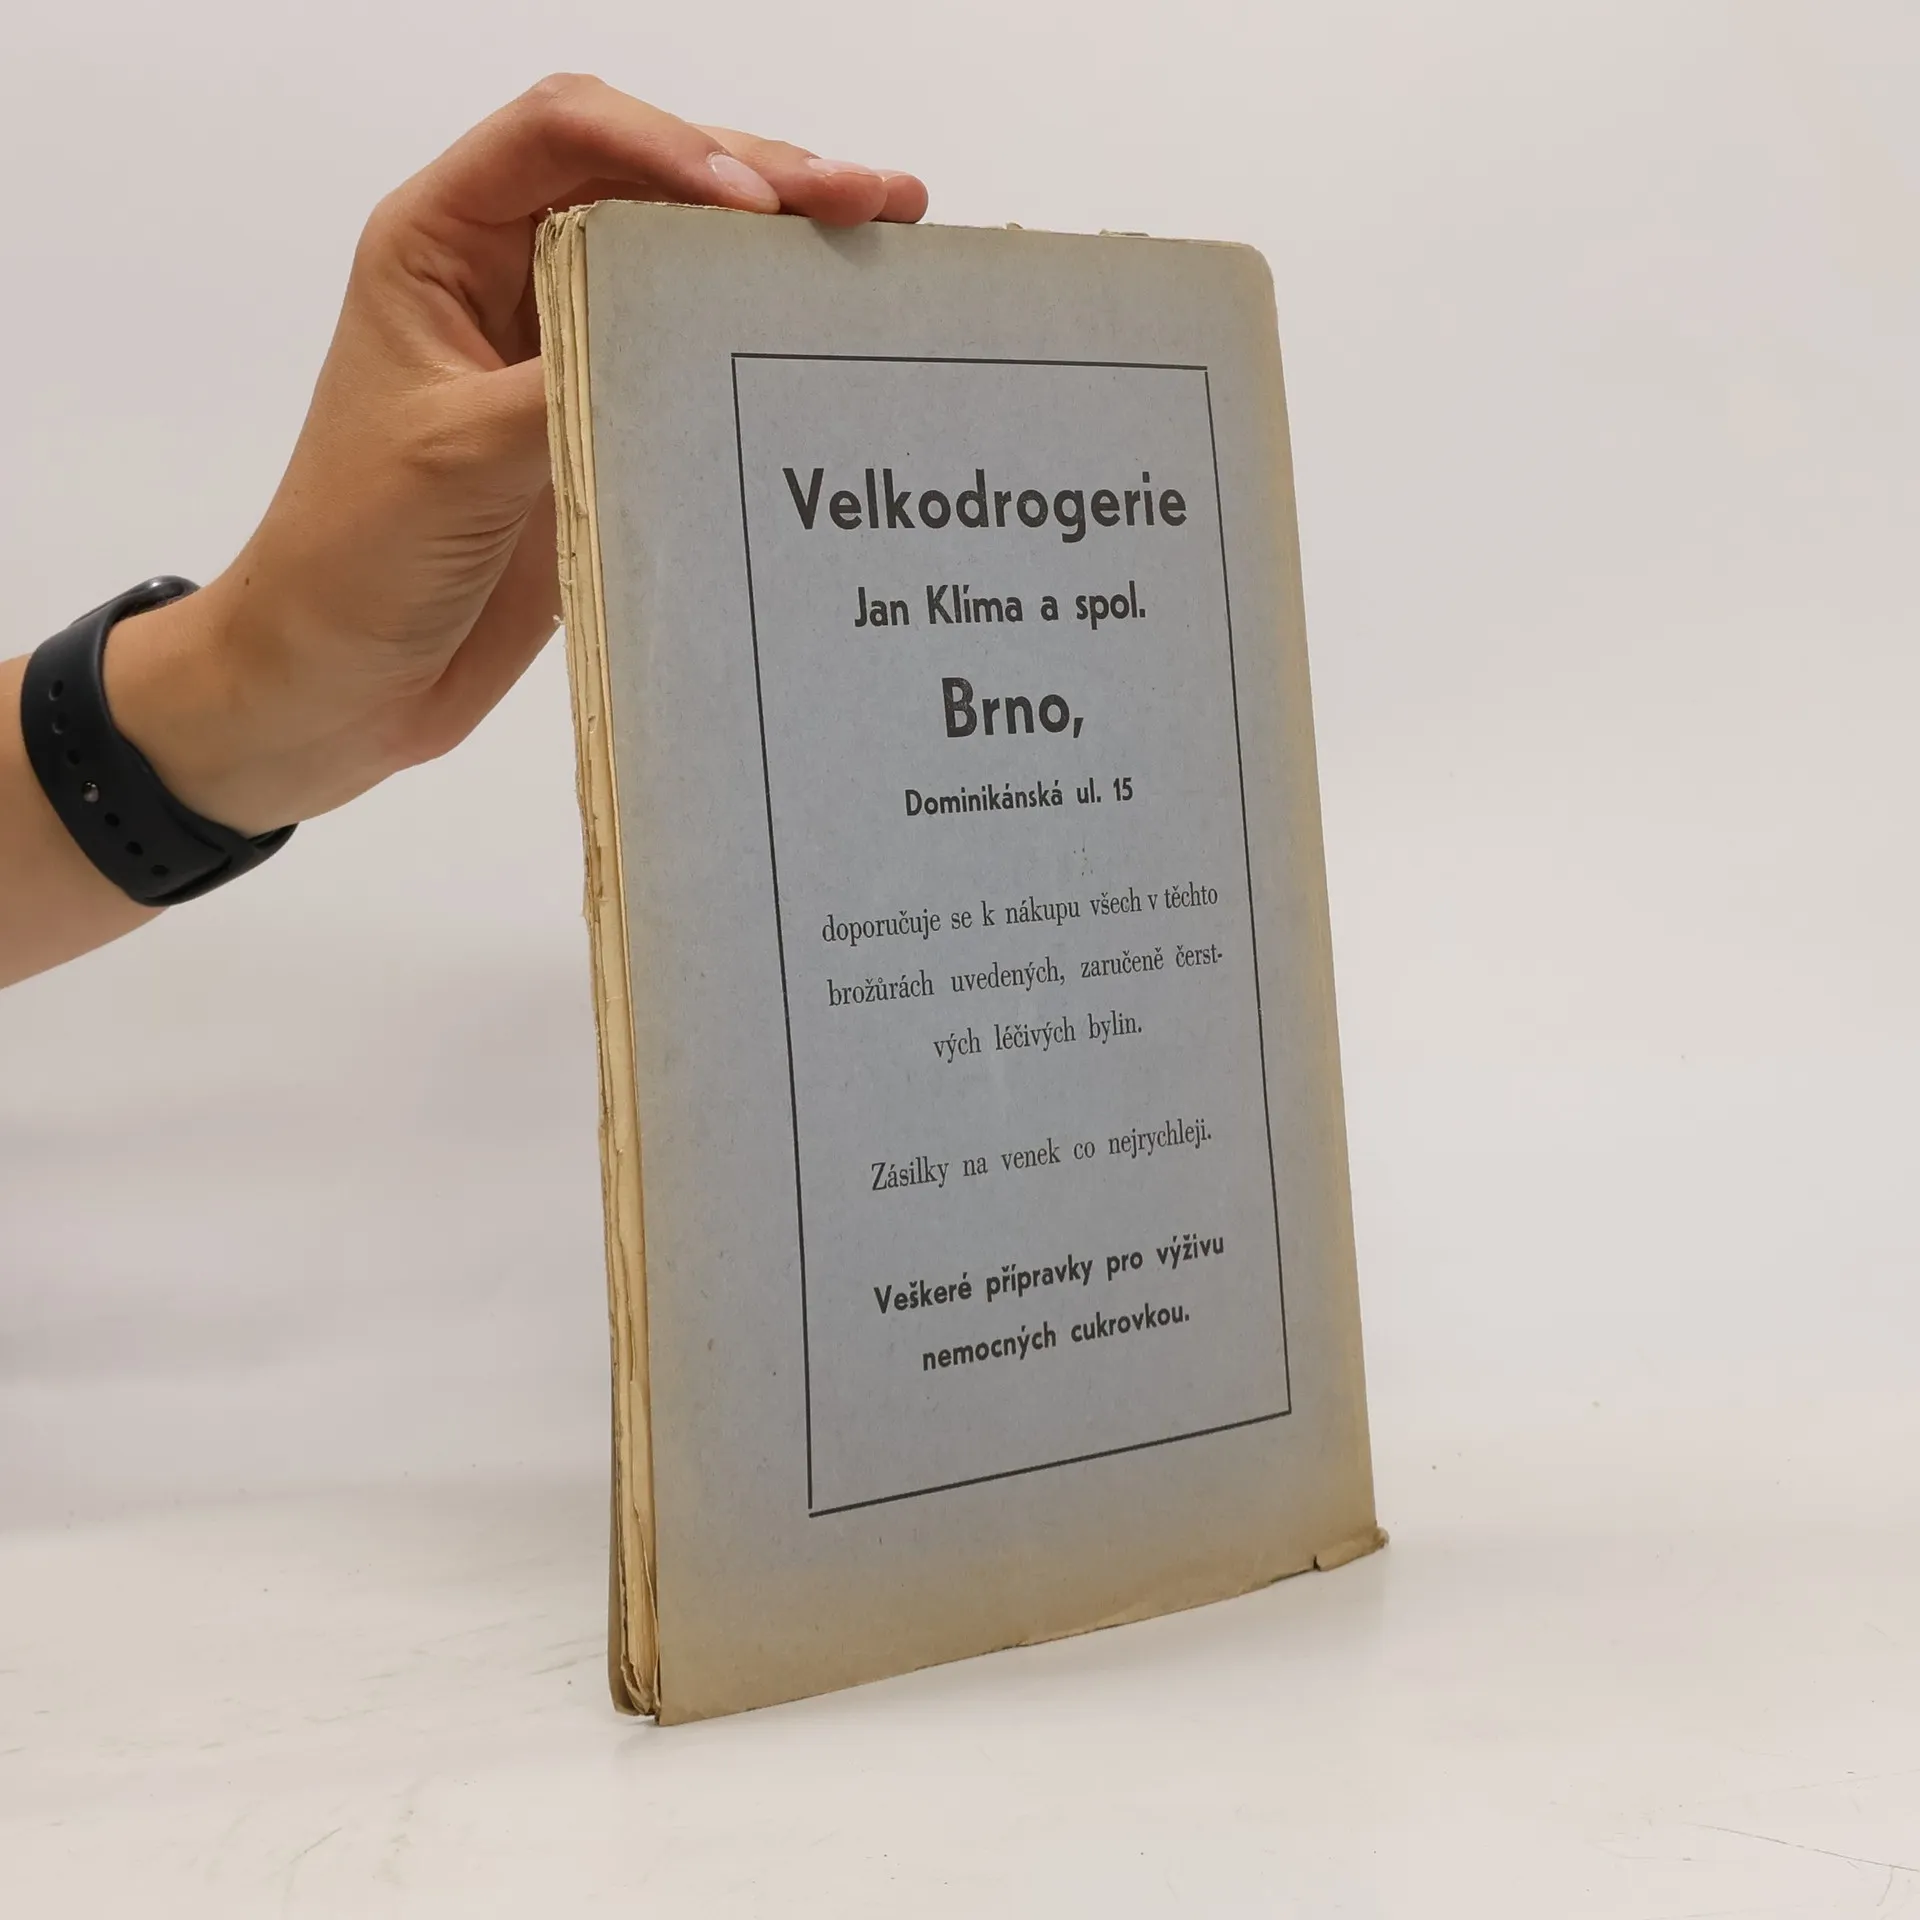 Velkodrogerie
Jan Klíma a spol.
Brno,
Dominikánská ul. 15
doporučuje se k nákupu všech v těchto
brožůrách uvedených, zaručeně čerst-
vých léčivých bylin.
Zásilky na venek co nejrychleji.
Veškeré přípravky pro výživu
nemocných cukrovkou.